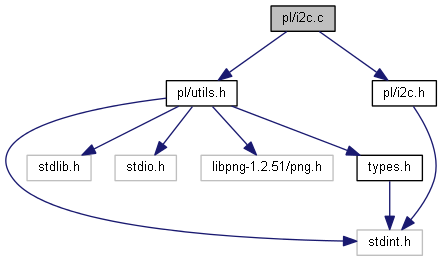 pl/i2c.c
pl/utils.h
pl/i2c.h
stdlib.h
stdio.h
libpng-1.2.51/png.h
types.h
stdint.h